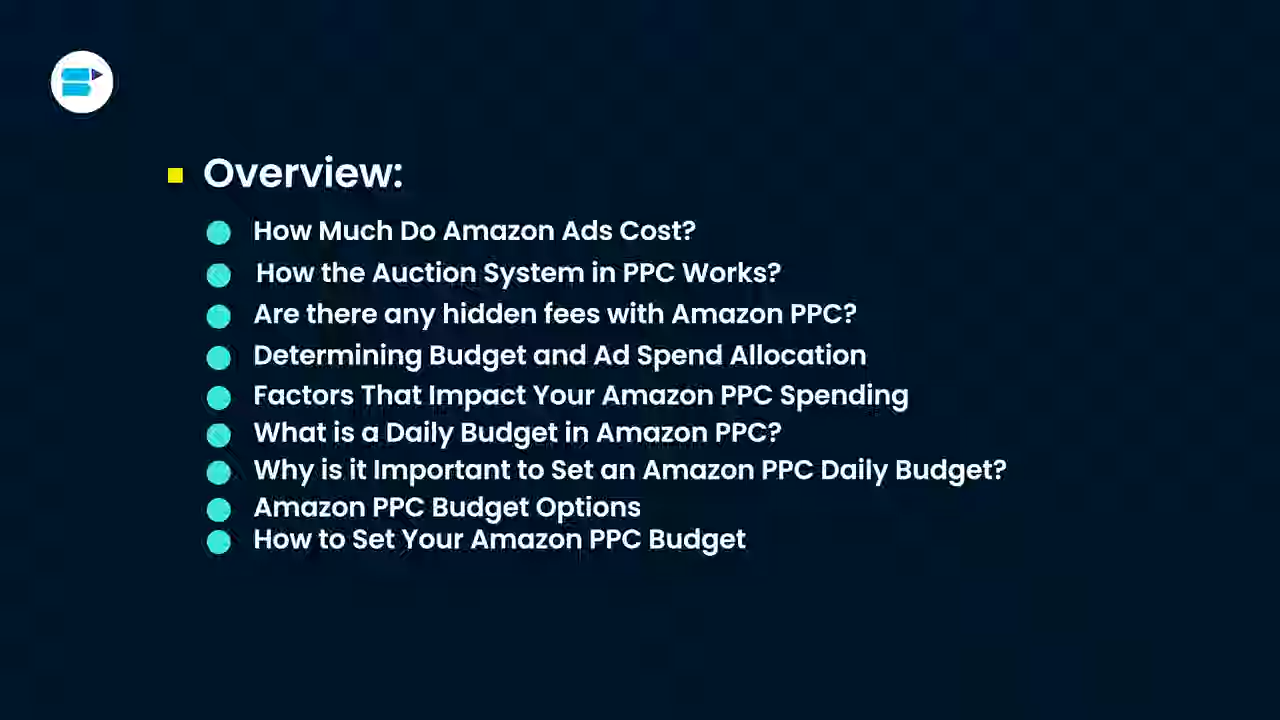 Overview:
How Much Do Amazon Ads Cost?
How the Auction System in PPC Works?
Are there any hidden fees with Amazon PPC?
Determining Budget and Ad Spend Allocation
Factors That Impact Your Amazon PPC Spending
What is a Daily Budget in Amazon PPC?
Why is it Important to Set an Amazon PPC Daily Budget?
Amazon PPC Budget Options
How to Set Your Amazon PPC Budget